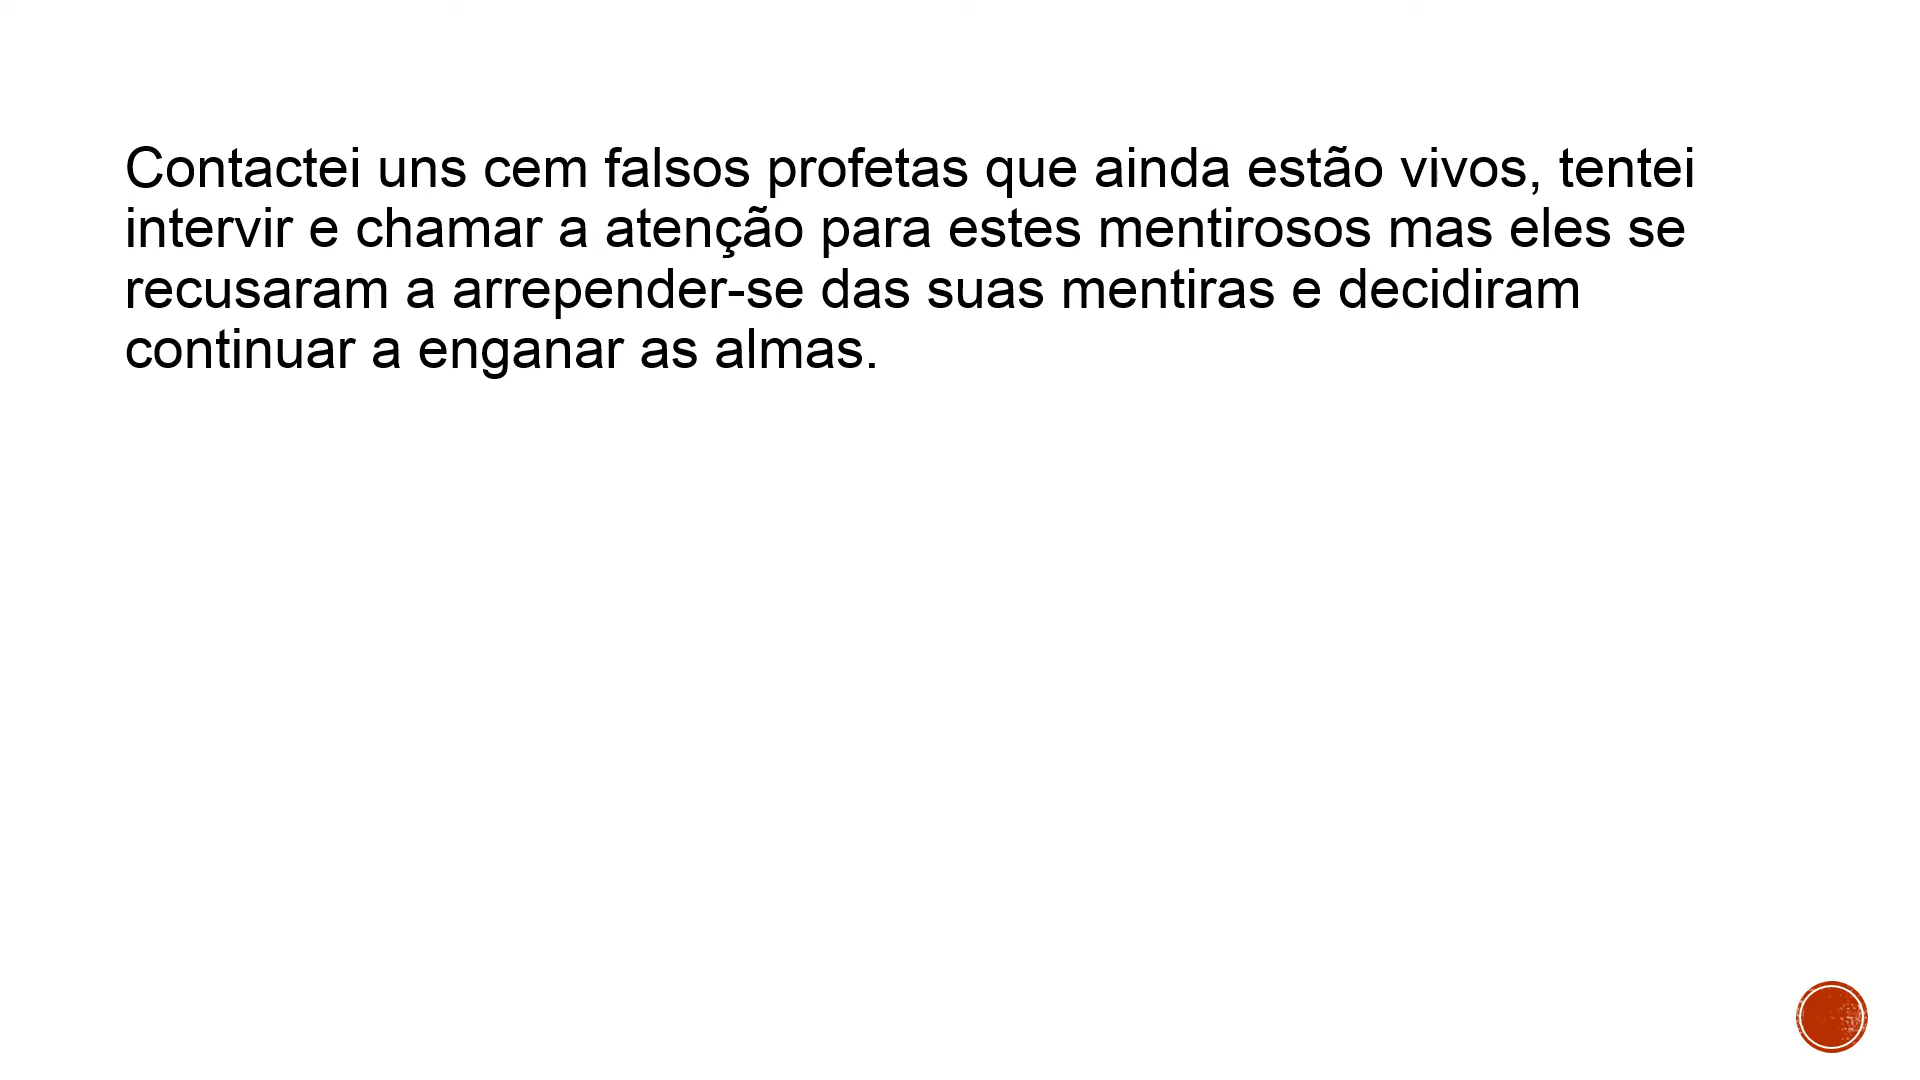 Contactei uns cem falsos profetas que ainda estão vivos, tentei
intervir e chamar a atenção para estes mentirosos mas eles se
recusaram a arrepender-se das suas mentiras e decidiram
continuar a enganar as almas.